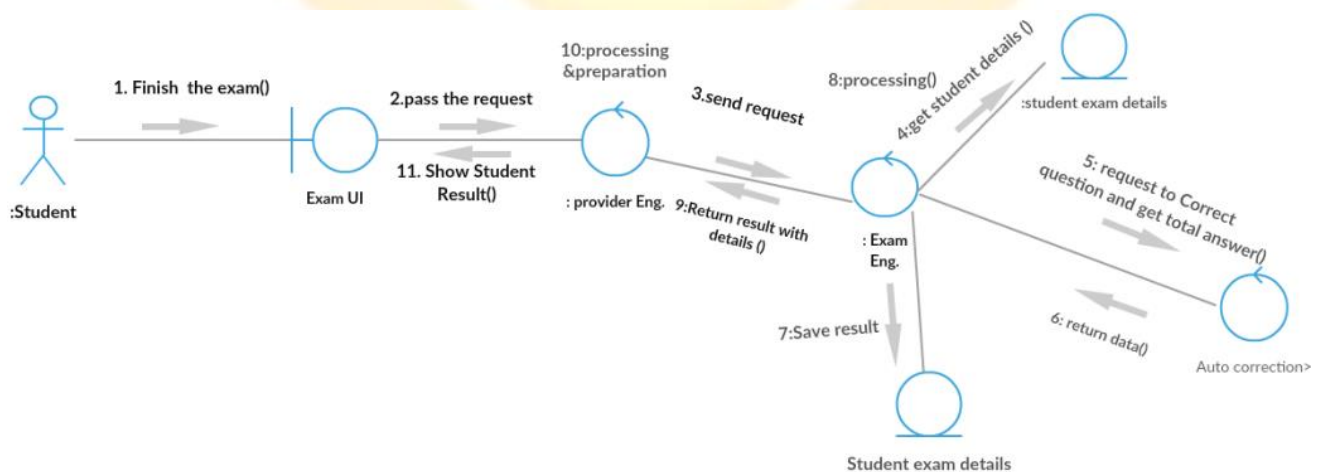 1. Finish the exam()
:Student
Exam UI
2.pass the request
11. Show Student
Result()
10:processing
&preparation
: provider Eng.
3.send request
9:Return result with
details ()
8:processing()
: Exam
Eng.
4:get student details ()
:student exam details
5: request to Correct
question and get total answer()
6: return data()
Auto correction>
7:Save result
Student exam details